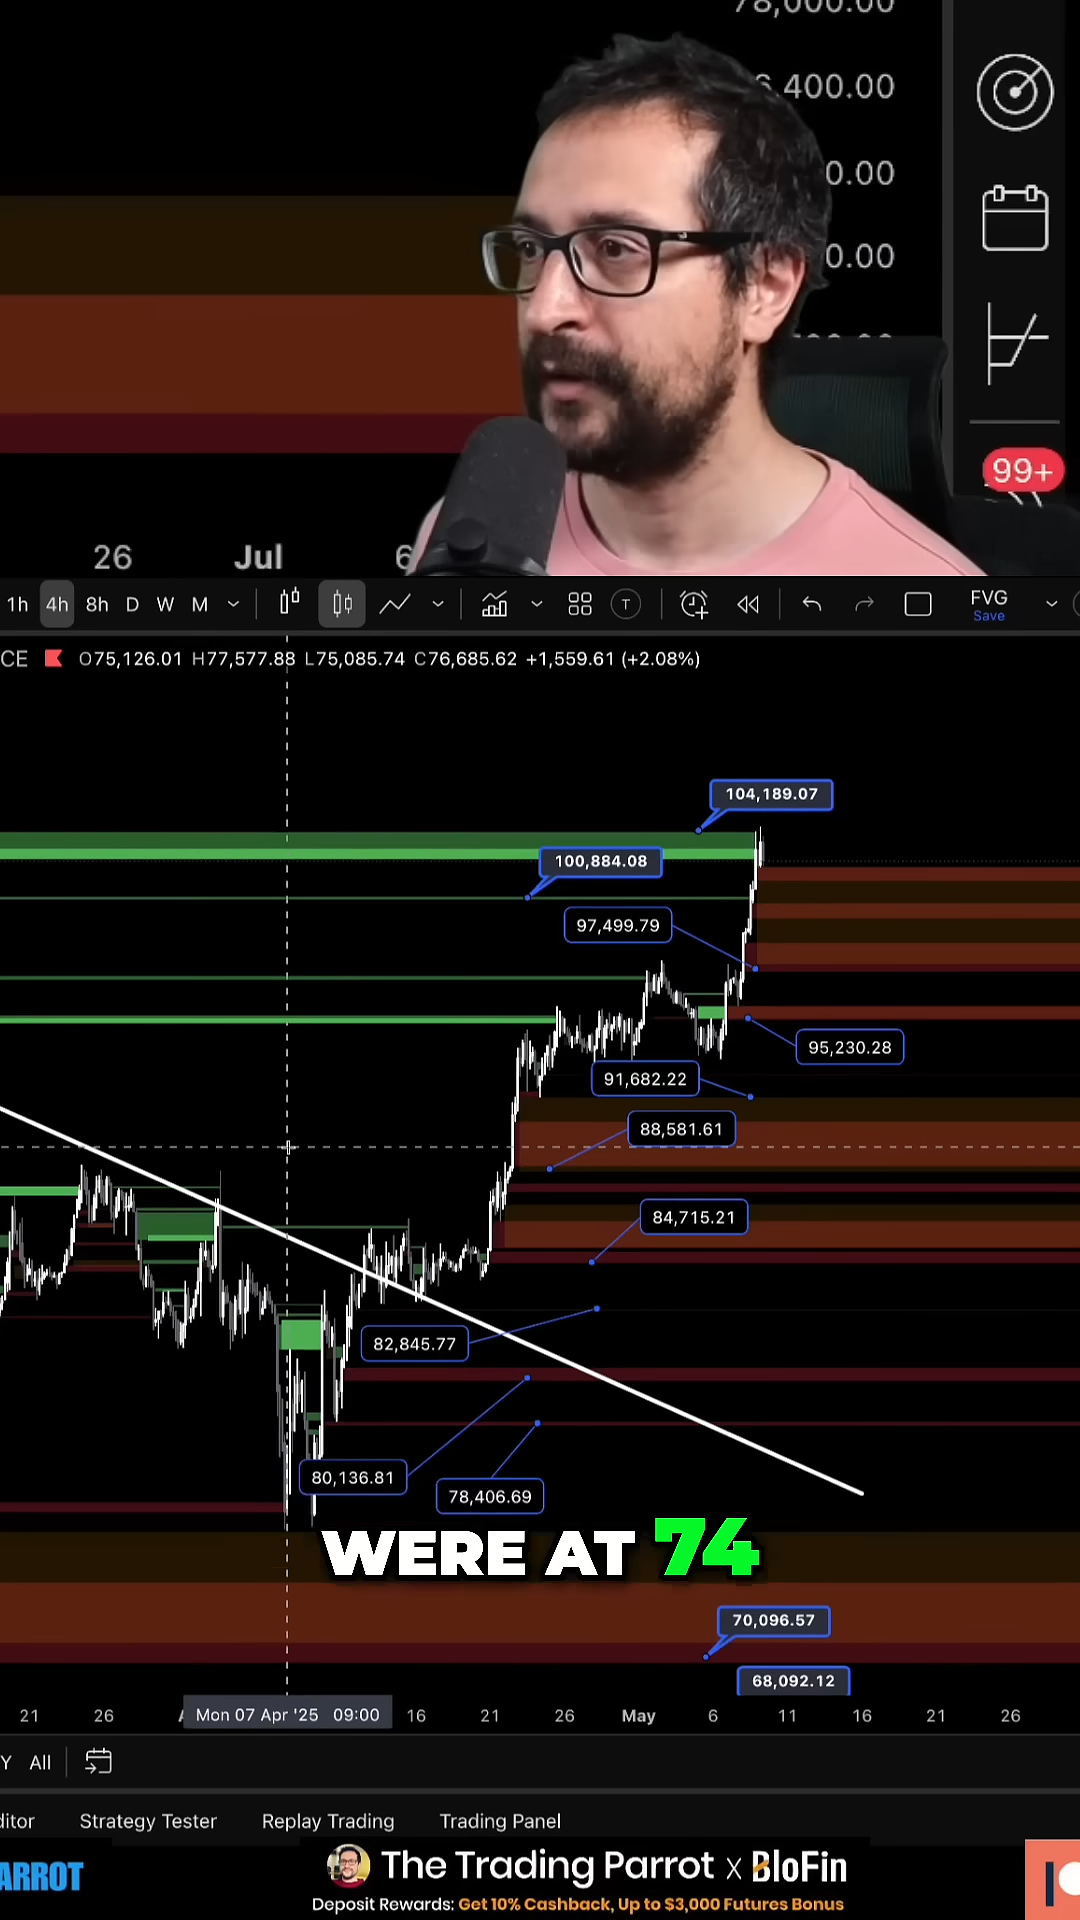 78,000.00
6,400.00
0.00
0.00
99+
26 Jul 6
1h 4h 8h D W M T FVG
Save
CE O75,126.01 H77,577.88 L75,085.74 C76,685.62 +1,559.61 (+2.08%)
104,189.07
100,884.08
97,499.79
95,230.28
91,682.22
88,581.61
84,715.21
82,845.77
80,136.81
78,406.69
WERE AT 74
70,096.57
68,092.12
21 26 A Mon 07 Apr '25 09:00 16 21 26 May 6 11 16 21 26
Y All
ditor Strategy Tester Replay Trading Trading Panel
ARROT The Trading Parrot x BloFin
Deposit Rewards: Get 10% Cashback, Up to $3,000 Futures Bonus